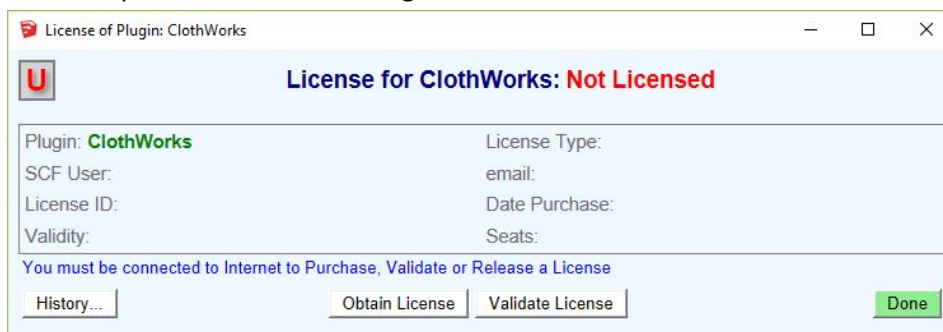 License of Plugin: ClothWorks
U
License for ClothWorks: Not Licensed
Plugin: ClothWorks
License Type:
SCF User:
email:
License ID:
Date Purchase:
Validity:
Seats:
You must be connected to Internet to Purchase, Validate or Release a License
History...
Obtain License
Validate License
Done